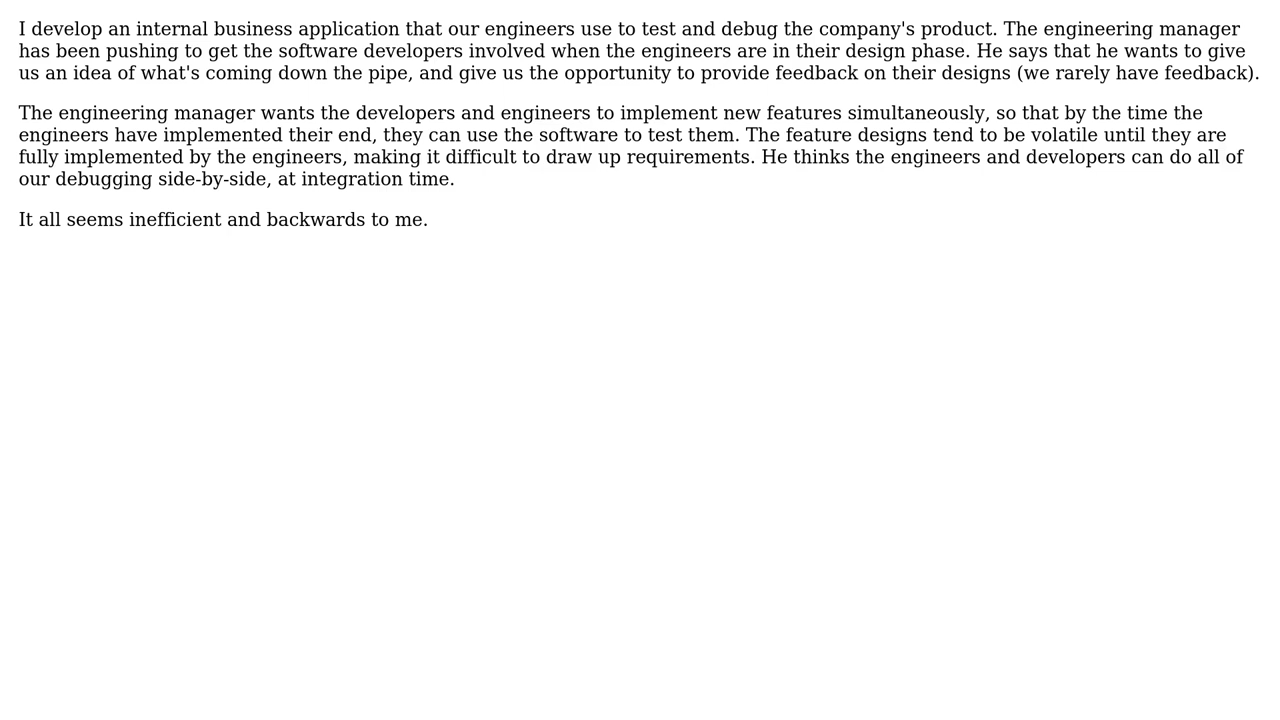 I develop an internal business application that our engineers use to test and debug the company's product. The engineering manager
has been pushing to get the software developers involved when the engineers are in their design phase. He says that he wants to give
us an idea of what's coming down the pipe, and give us the opportunity to provide feedback on their designs (we rarely have feedback).
The engineering manager wants the developers and engineers to implement new features simultaneously, so that by the time the
engineers have implemented their end, they can use the software to test them. The feature designs tend to be volatile until they are
fully implemented by the engineers, making it difficult to draw up requirements. He thinks the engineers and developers can do all of
our debugging side-by-side, at integration time.
It all seems inefficient and backwards to me.